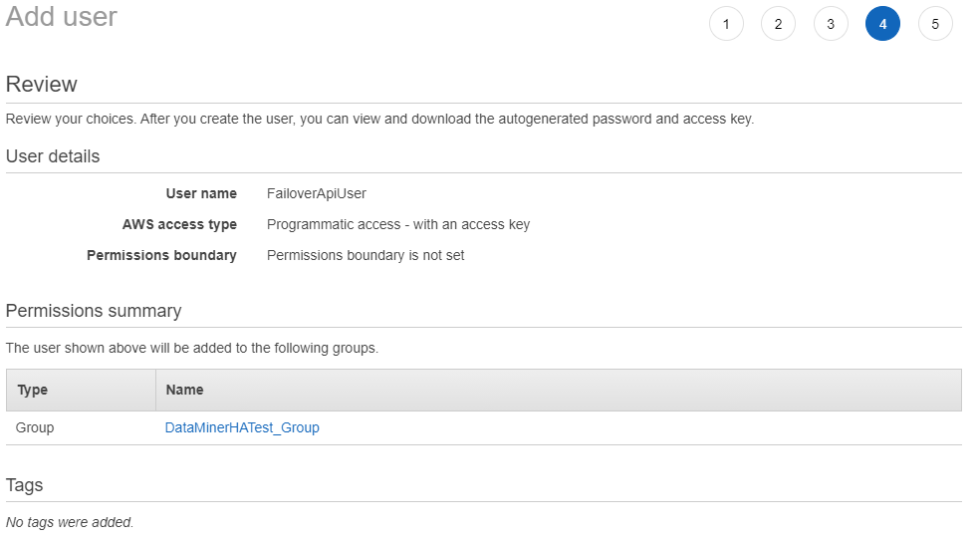 Add user
1 2 3 4 5
Review
Review your choices. After you create the user, you can view and download the autogenerated password and access key.
User details
User name FailoverApiUser
AWS access type Programmatic access - with an access key
Permissions boundary Permissions boundary is not set
Permissions summary
The user shown above will be added to the following groups.
Type Name
Group DataMinerHATest_Group
Tags
No tags were added.